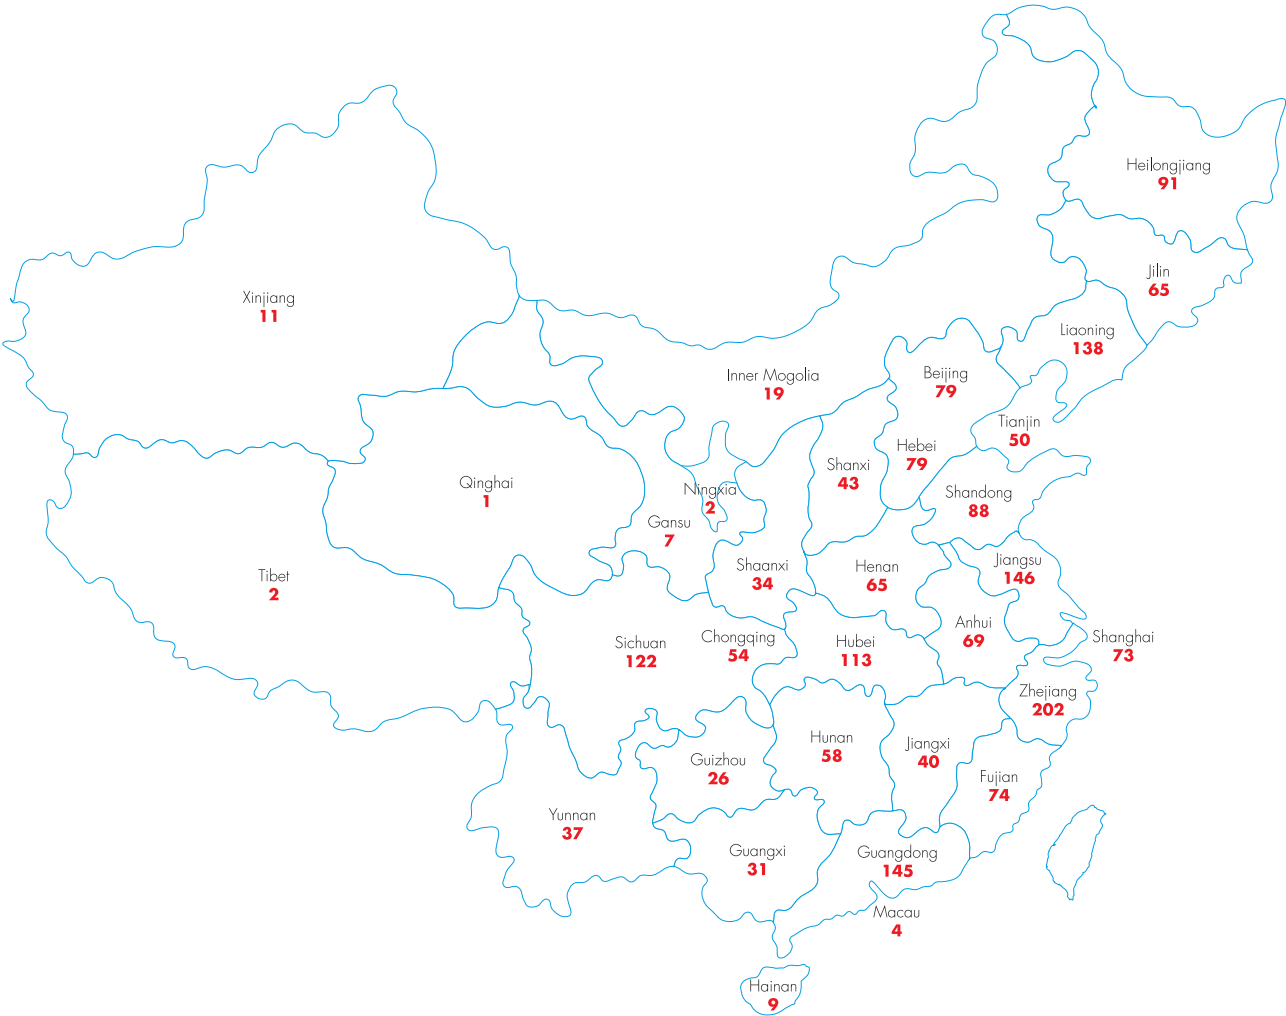 Heilongjiang
91
Jilin
65
Xinjiang
11
Liaoning
138
Beijing
79
Inner Mogolia
19
Tianjin
50
Hebei
79
Shanxi
43
Qinghai
1
Ningxia
2
Shandong
88
Gansu
7
Jiangsu
146
Shaanxi
34
Henan
65
Tibet
2
Anhui
69
Shanghai
73
Chongqing
54
Hubei
113
Sichuan
122
Zhejiang
202
Hunan
58
Jiangxi
40
Guizhou
26
Fujian
74
Yunnan
37
Guangxi
31
Guangdong
145
Macau
4
Hainan
9